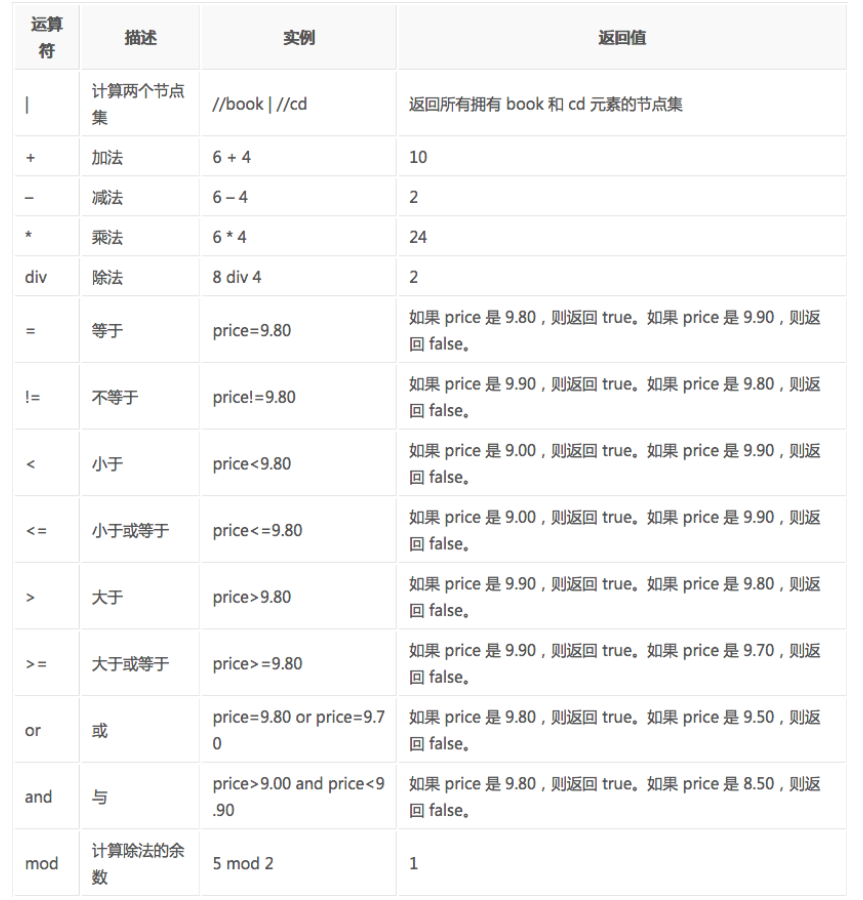 运算符 描述 实例 返回值
| 计算两个节点集 //book | //cd 返回所有拥有 book 和 cd 元素的节点集
+ 加法 6 + 4 10
– 减法 6 – 4 2
* 乘法 6 * 4 24
div 除法 8 div 4 2
= 等于 price=9.80 如果 price 是 9.80，则返回 true。如果 price 是 9.90，则返回 false。
!= 不等于 price!=9.80 如果 price 是 9.90，则返回 true。如果 price 是 9.80，则返回 false。
< 小于 price<9.80 如果 price 是 9.00，则返回 true。如果 price 是 9.90，则返回 false。
<= 小于或等于 price<=9.80 如果 price 是 9.00，则返回 true。如果 price 是 9.90，则返回 false。
> 大于 price>9.80 如果 price 是 9.90，则返回 true。如果 price 是 9.80，则返回 false。
>= 大于或等于 price>=9.80 如果 price 是 9.90，则返回 true。如果 price 是 9.70，则返回 false。
or 或 price=9.80 or price=9.70 如果 price 是 9.80，则返回 true。如果 price 是 9.50，则返回 false。
and 与 price>9.00 and price<9.90 如果 price 是 9.80，则返回 true。如果 price 是 8.50，则返回 false。
mod 计算除法的余数 5 mod 2 1